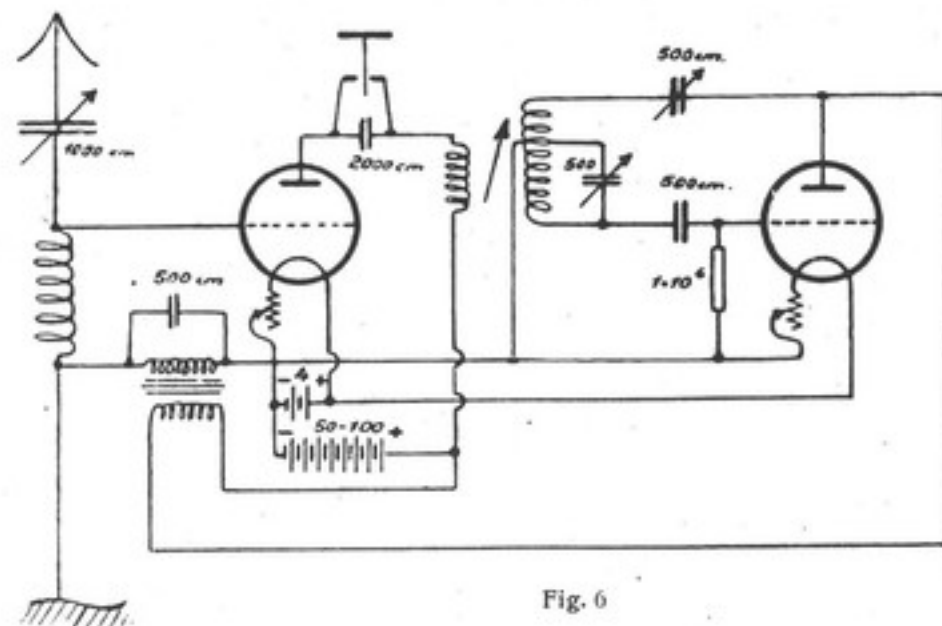 500 cm.
1000 cm
2000 cm
500
500 cm.
500 cm
1×10⁶
- 4 +
- 50-100 +
Fig. 6